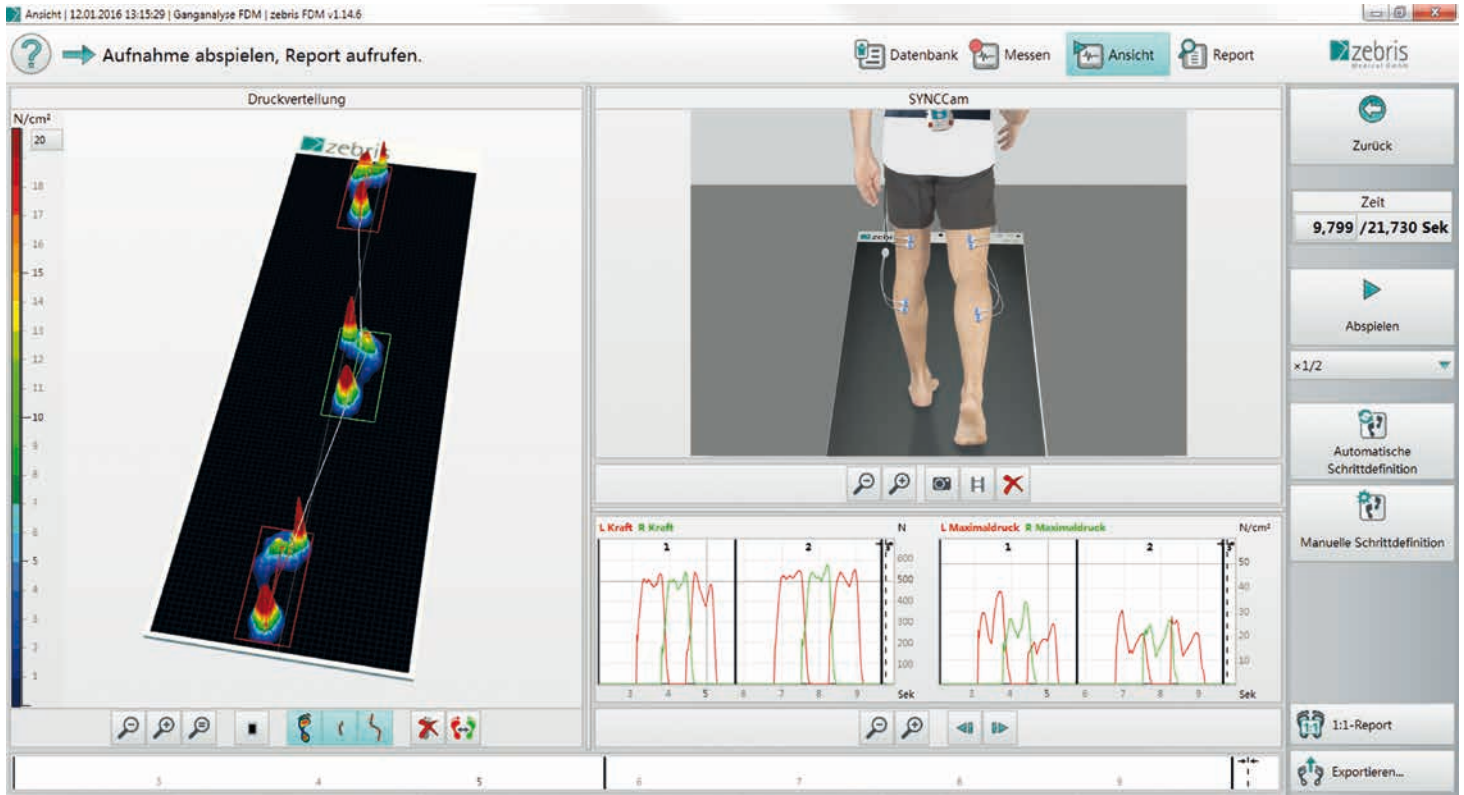 Ansicht | 12.01.2016 13:15:29 | Ganganalyse FDM | zebris FDM v1.14.6
? Aufnahme abspielen, Report aufrufen.
Datenbank Messen Ansicht Report
zebris
Medical GmbH
Druckverteilung
N/cm²
20
18
17
16
15
14
13
12
11
10
9
8
7
6
5
4
3
2
1
zebris
SYNCCam
zebris
L Kraft R Kraft N
1 2 3
600
500
400
300
200
100
3 4 5 6 7 8 9 Sek
L Maximaldruck R Maximaldruck N/cm²
1 2 3
50
40
30
20
10
3 4 5 6 7 8 9 Sek
Zurück
Zeit
9,799 /21,730 Sek
Abspielen
×1/2
Automatische
Schrittdefinition
Manuelle Schrittdefinition
1:1-Report
Exportieren...
3 4 5 6 7 8 9